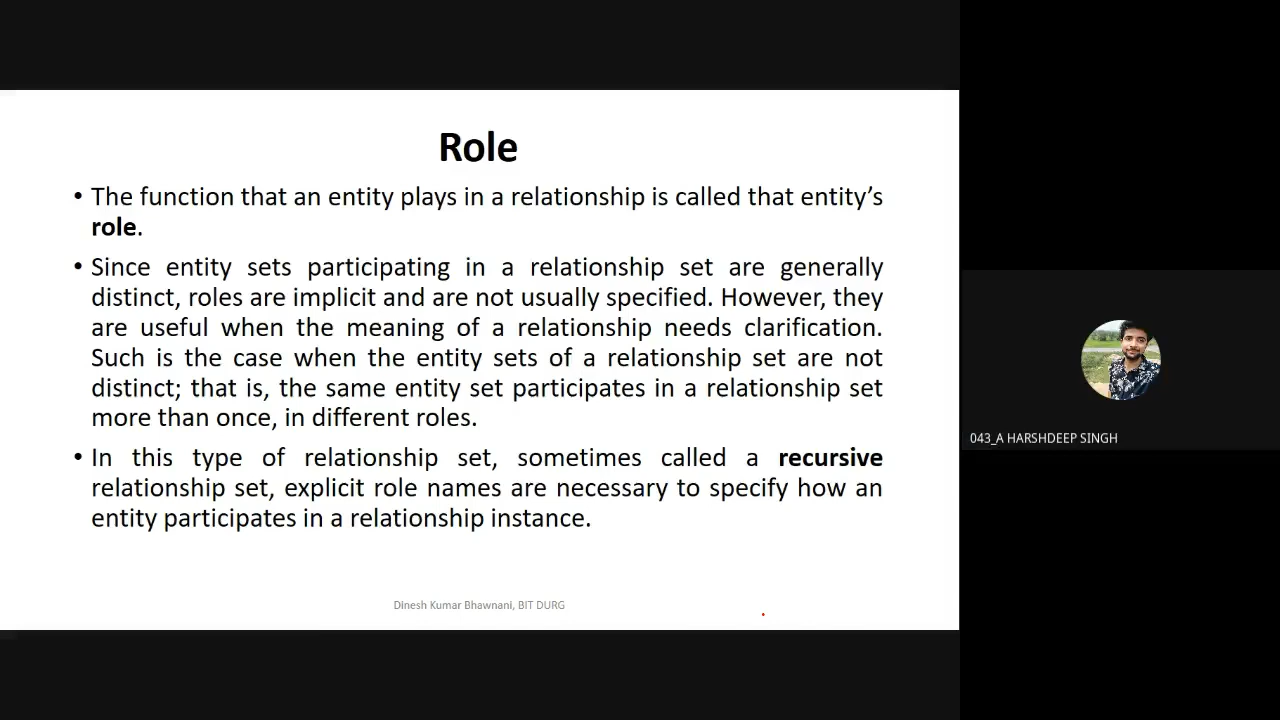 Role
• The function that an entity plays in a relationship is called that entity’s
role.
• Since entity sets participating in a relationship set are generally
distinct, roles are implicit and are not usually specified. However, they
are useful when the meaning of a relationship needs clarification.
Such is the case when the entity sets of a relationship set are not
distinct; that is, the same entity set participates in a relationship set
more than once, in different roles.
• In this type of relationship set, sometimes called a recursive
relationship set, explicit role names are necessary to specify how an
entity participates in a relationship instance.
Dinesh Kumar Bhawnani, BIT DURG
043_A HARSHDEEP SINGH